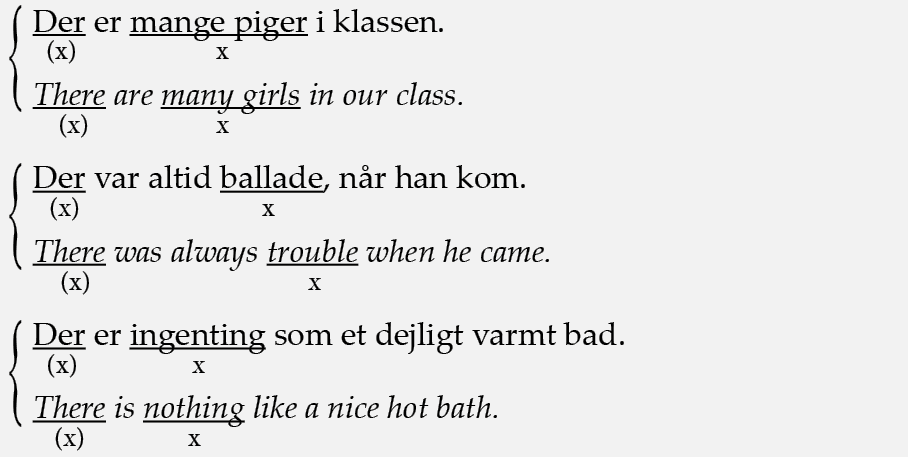 Der er mange piger i klassen.
(x) x
There are many girls in our class.
(x) x
Der var altid ballade, når han kom.
(x) x
There was always trouble when he came.
(x) x
Der er ingenting som et dejligt varmt bad.
(x) x
There is nothing like a nice hot bath.
(x) x